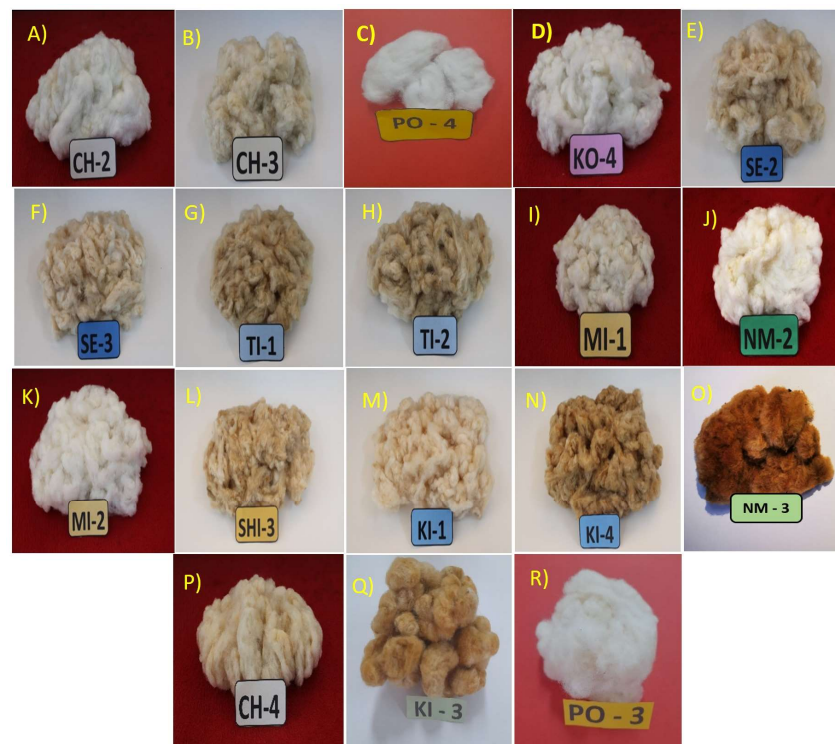 A)
CH-2
B)
CH-3
C)
PO - 4
D)
KO-4
E)
SE-2
F)
SE-3
G)
TI-1
H)
TI-2
I)
MI-1
J)
NM-2
K)
MI-2
L)
SHI-3
M)
KI-1
N)
KI-4
O)
NM - 3
P)
CH-4
Q)
KI - 3
R)
PO - 3